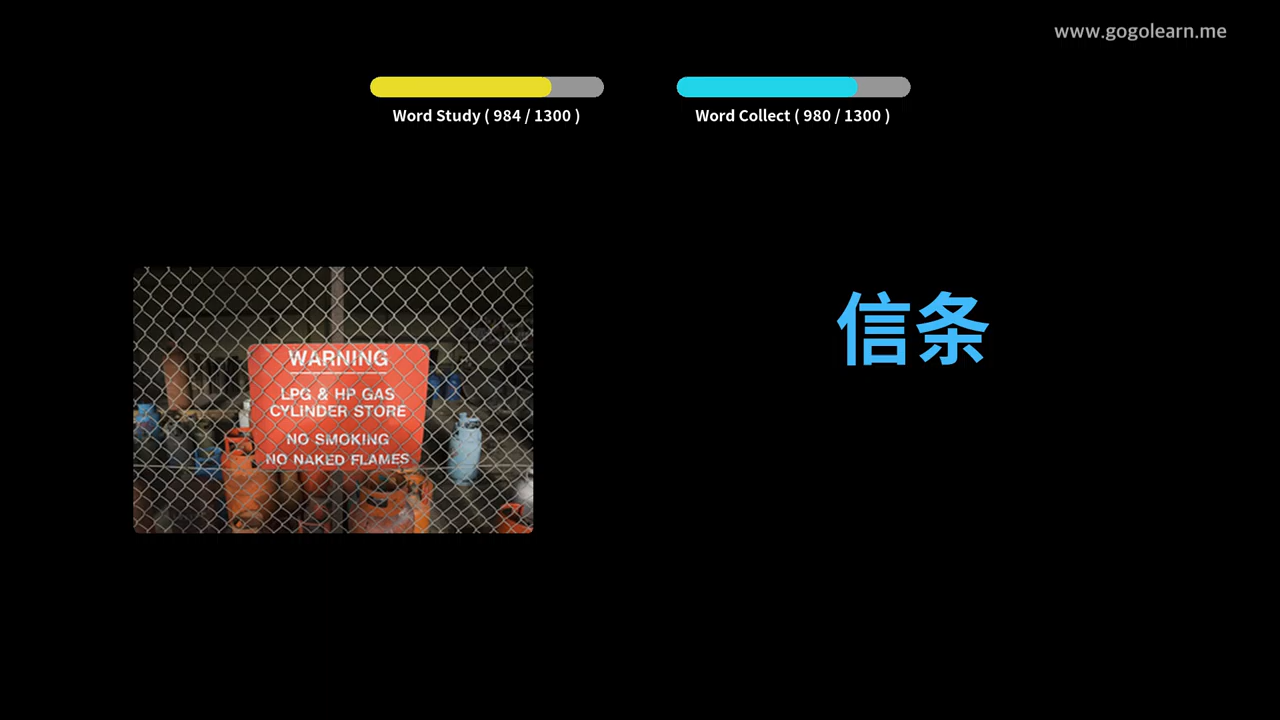 www.gogolearn.me
Word Study ( 984 / 1300 )
Word Collect ( 980 / 1300 )
WARNING
LPG & HP GAS
CYLINDER STORE
NO SMOKING
NO NAKED FLAMES
信条